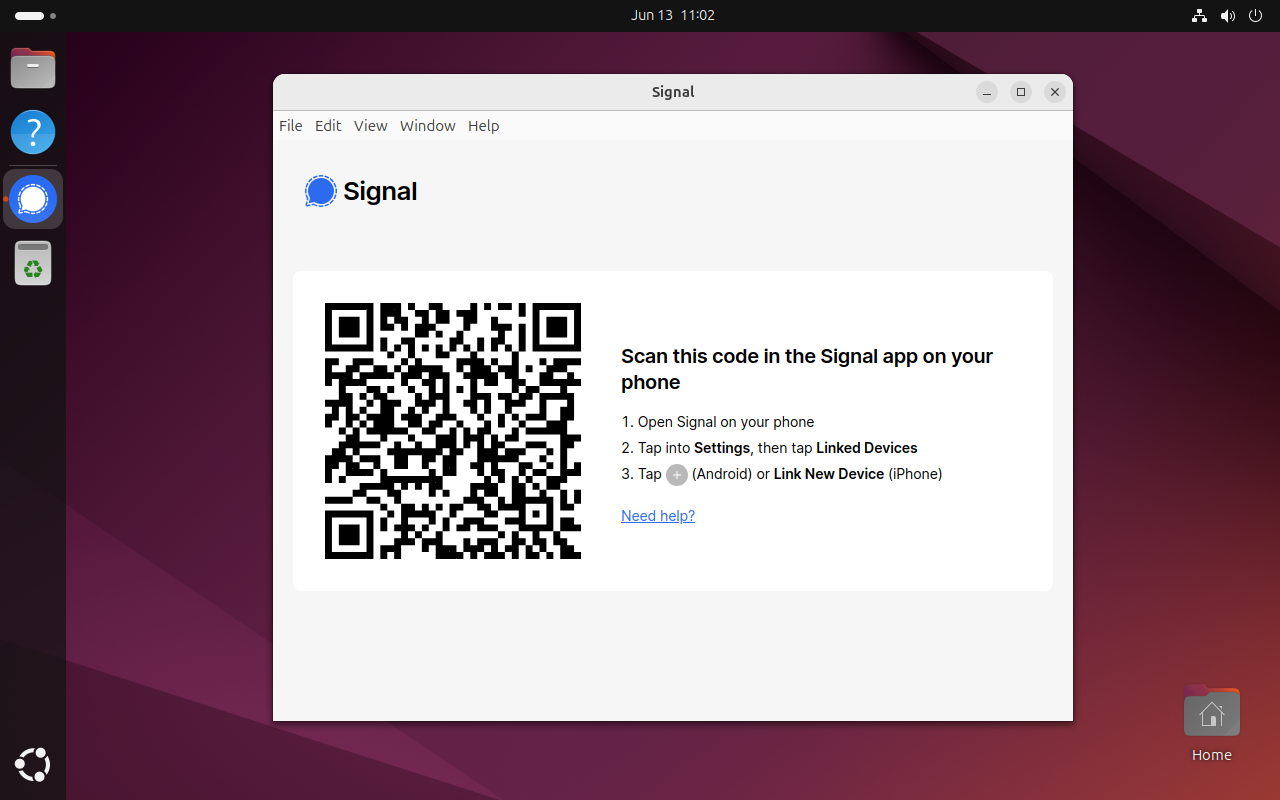 Jun 13 11:02
Signal
File Edit View Window Help
Signal
Scan this code in the Signal app on your
phone
1. Open Signal on your phone
2. Tap into Settings, then tap Linked Devices
3. Tap + (Android) or Link New Device (iPhone)
Need help?
Home